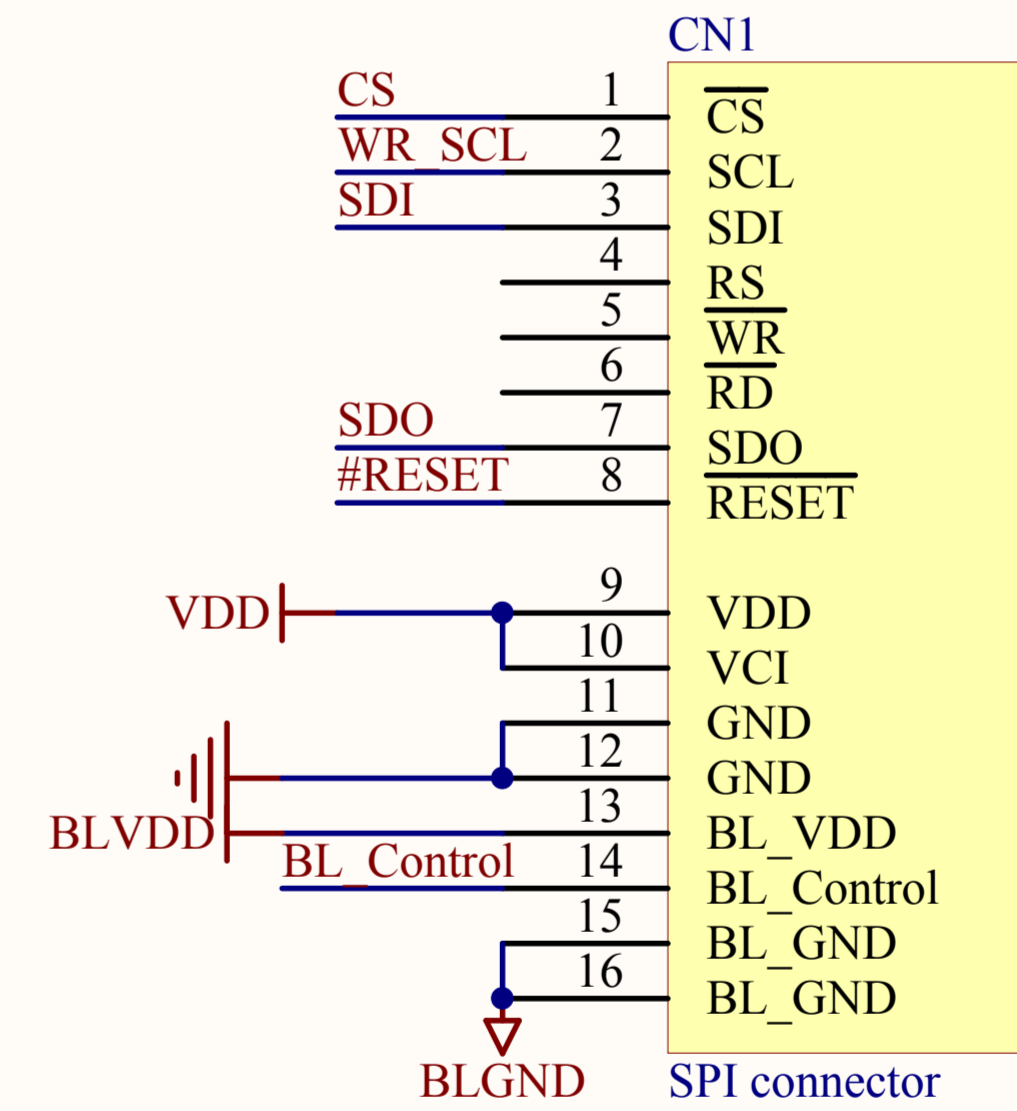 CN1
CS 1 CS
WR_SCL 2 SCL
SDI 3 SDI
4 RS
5 WR
6 RD
SDO 7 SDO
#RESET 8 RESET
VDD 9 VDD
10 VCI
11 GND
12 GND
BLVDD 13 BL_VDD
BL_Control 14 BL_Control
15 BL_GND
16 BL_GND
BLGND SPI connector